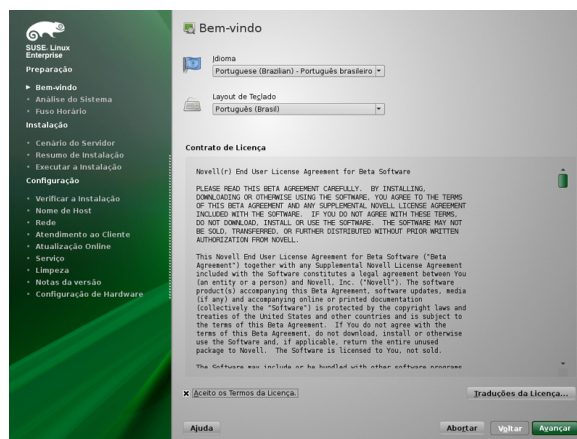 SUSE. Linux
Enterprise
Preparação
Bem-vindo
Análise do Sistema
Fuso Horário
Instalação
Cenário do Servidor
Resumo de Instalação
Executar a Instalação
Configuração
Verificar a Instalação
Nome de Host
Rede
Atendimento ao Cliente
Atualização Online
Serviço
Limpeza
Notas da versão
Configuração de Hardware
Bem-vindo
Idioma
Portuguese (Brazilian) - Português brasileiro
Layout de Teclado
Português (Brasil)
Contrato de Licença
Novell(r) End User License Agreement for Beta Software
PLEASE READ THIS BETA AGREEMENT CAREFULLY. BY INSTALLING,
DOWNLOADING OR OTHERWISE USING THE SOFTWARE, YOU AGREE TO THE TERMS
OF THIS BETA AGREEMENT AND ANY SUPPLEMENTAL NOVELL LICENSE AGREEMENT
INCLUDED WITH THE SOFTWARE. IF YOU DO NOT AGREE WITH THESE TERMS,
DO NOT DOWNLOAD, INSTALL OR USE THE SOFTWARE. THE SOFTWARE MAY NOT
BE SOLD, TRANSFERRED, OR FURTHER DISTRIBUTED WITHOUT PRIOR WRITTEN
AUTHORIZATION FROM NOVELL.
This Novell End User License Agreement for Beta Software ("Beta
Agreement") together with any Supplemental Novell License Agreement
included with the Software constitutes a legal agreement between You
(an entity or a person) and Novell, Inc. ("Novell"). The software
product(s) accompanying this Beta Agreement, software updates, media
(if any) and accompanying online or printed documentation
(collectively the "Software") is protected by the copyright laws and
treaties of the United States and other countries and is subject to
the terms of this Beta Agreement. If You do not agree with the
terms of this Beta Agreement, do not download, install or otherwise
use the Software and, if applicable, return the entire unused
package to Novell. The Software is licensed to You, not sold.
The Software may include or be bundled with other software programs
Aceito os Termos da Licença.
Traduções da Licença...
Ajuda
Abortar
Voltar
Avançar